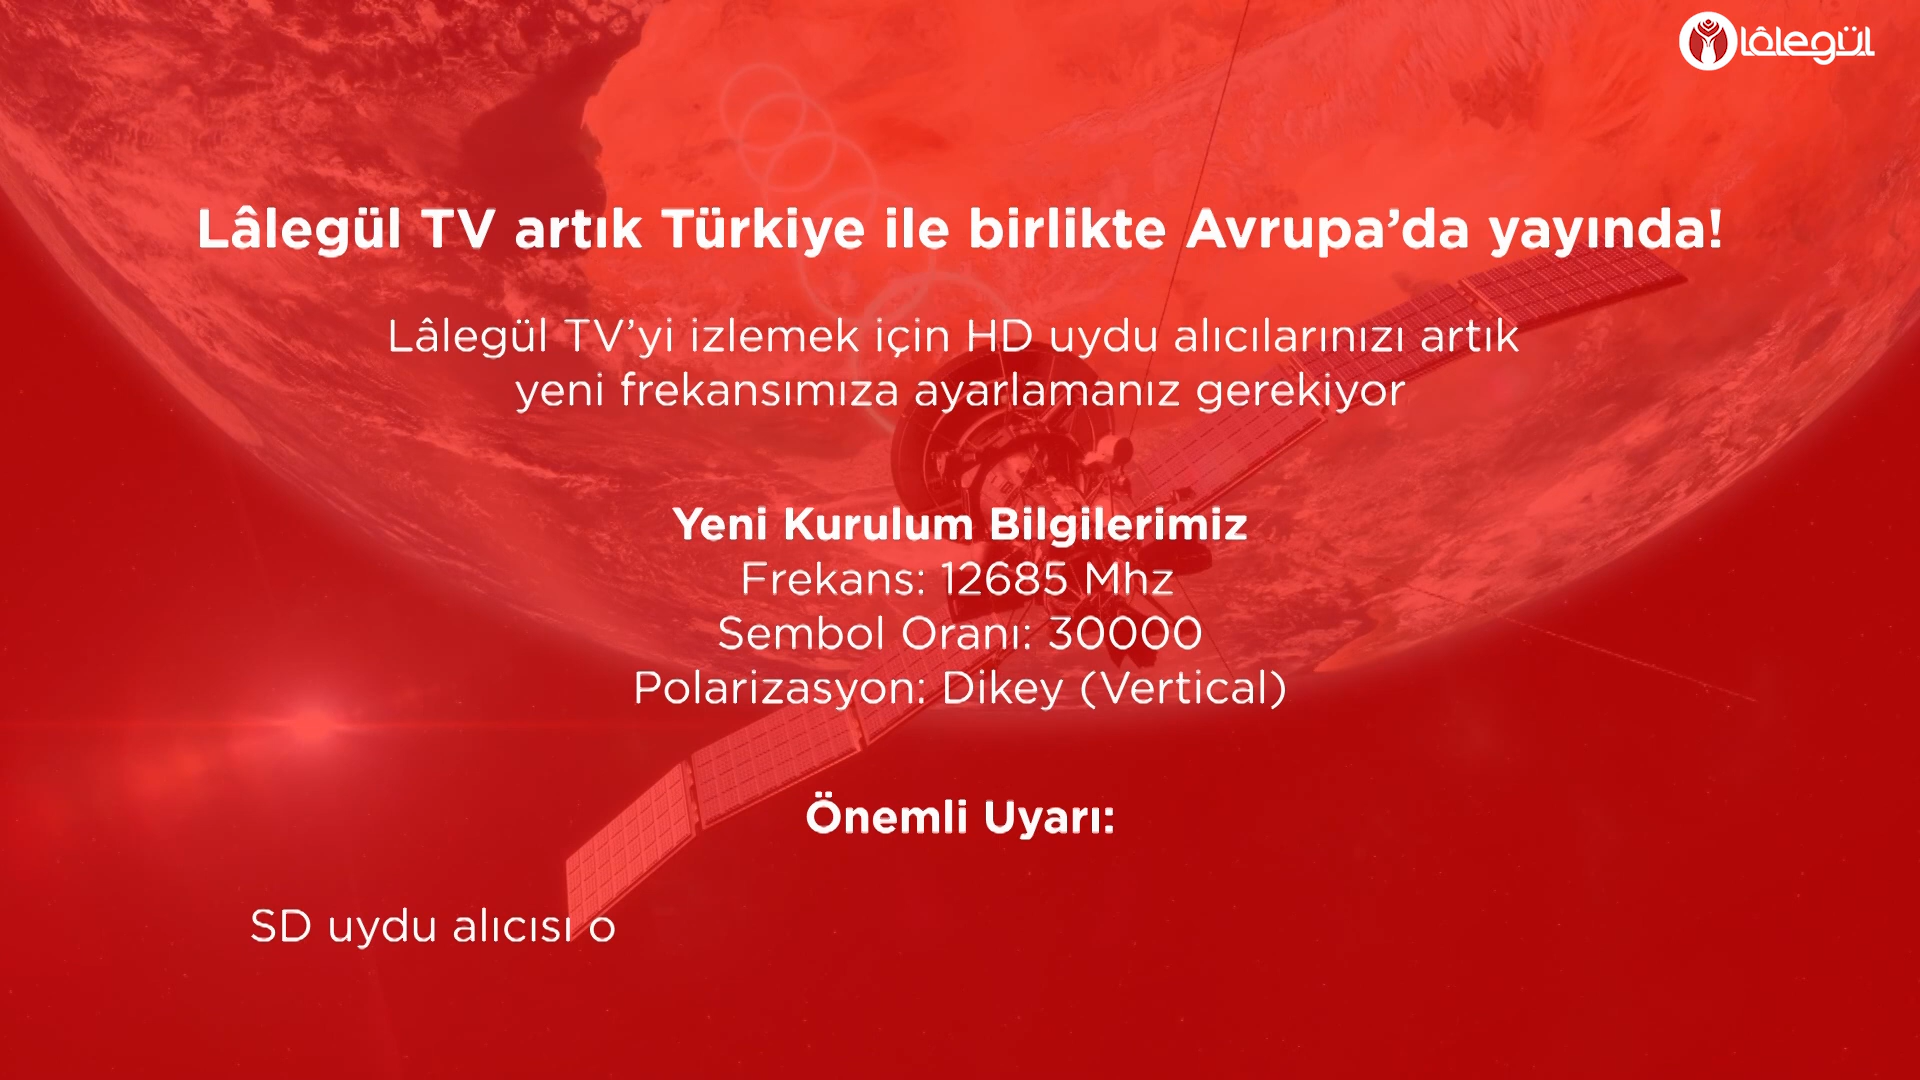 lâlegül
Lâlegül TV artık Türkiye ile birlikte Avrupa’da yayında!
Lâlegül TV’yi izlemek için HD uydu alıcılarınızı artık
yeni frekansımıza ayarlamanız gerekiyor
Yeni Kurulum Bilgilerimiz
Frekans: 12685 Mhz
Sembol Oranı: 30000
Polarizasyon: Dikey (Vertical)
Önemli Uyarı:
SD uydu alıcısı o